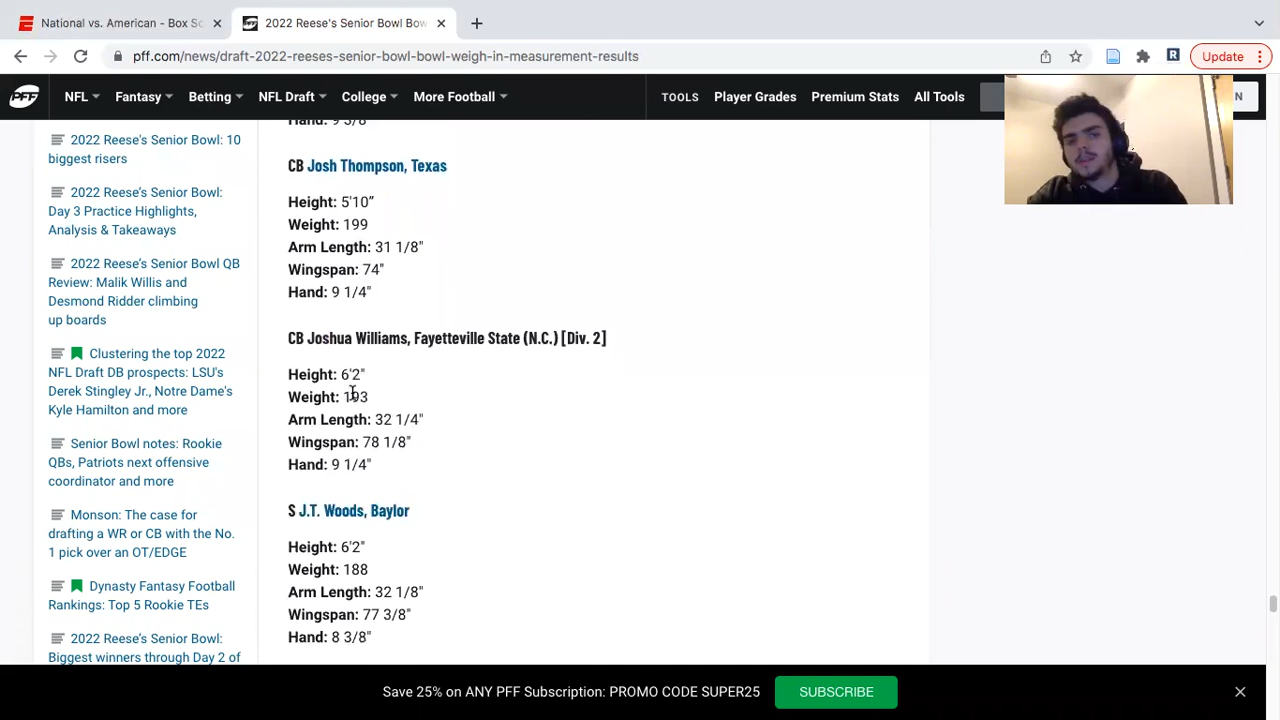 National vs. American - Box Sc
2022 Reese's Senior Bowl Bow
pff.com/news/draft-2022-reeses-senior-bowl-bowl-weigh-in-measurement-results
Update
PFF
NFL
Fantasy
Betting
NFL Draft
College
More Football
TOOLS
Player Grades
Premium Stats
All Tools
N
2022 Reese's Senior Bowl: 10
biggest risers
2022 Reese's Senior Bowl:
Day 3 Practice Highlights,
Analysis & Takeaways
2022 Reese's Senior Bowl QB
Review: Malik Willis and
Desmond Ridder climbing
up boards
Clustering the top 2022
NFL Draft DB prospects: LSU's
Derek Stingley Jr., Notre Dame's
Kyle Hamilton and more
Senior Bowl notes: Rookie
QBs, Patriots next offensive
coordinator and more
Monson: The case for
drafting a WR or CB with the No.
1 pick over an OT/EDGE
Dynasty Fantasy Football
Rankings: Top 5 Rookie TEs
2022 Reese's Senior Bowl:
Biggest winners through Day 2 of
Hand: 9 3/8"
CB Josh Thompson, Texas
Height: 5'10”
Weight: 199
Arm Length: 31 1/8"
Wingspan: 74"
Hand: 9 1/4"
CB Joshua Williams, Fayetteville State (N.C.) [Div. 2]
Height: 6'2"
Weight: 193
Arm Length: 32 1/4"
Wingspan: 78 1/8"
Hand: 9 1/4"
S J.T. Woods, Baylor
Height: 6'2"
Weight: 188
Arm Length: 32 1/8"
Wingspan: 77 3/8"
Hand: 8 3/8"
Save 25% on ANY PFF Subscription: PROMO CODE SUPER25
SUBSCRIBE